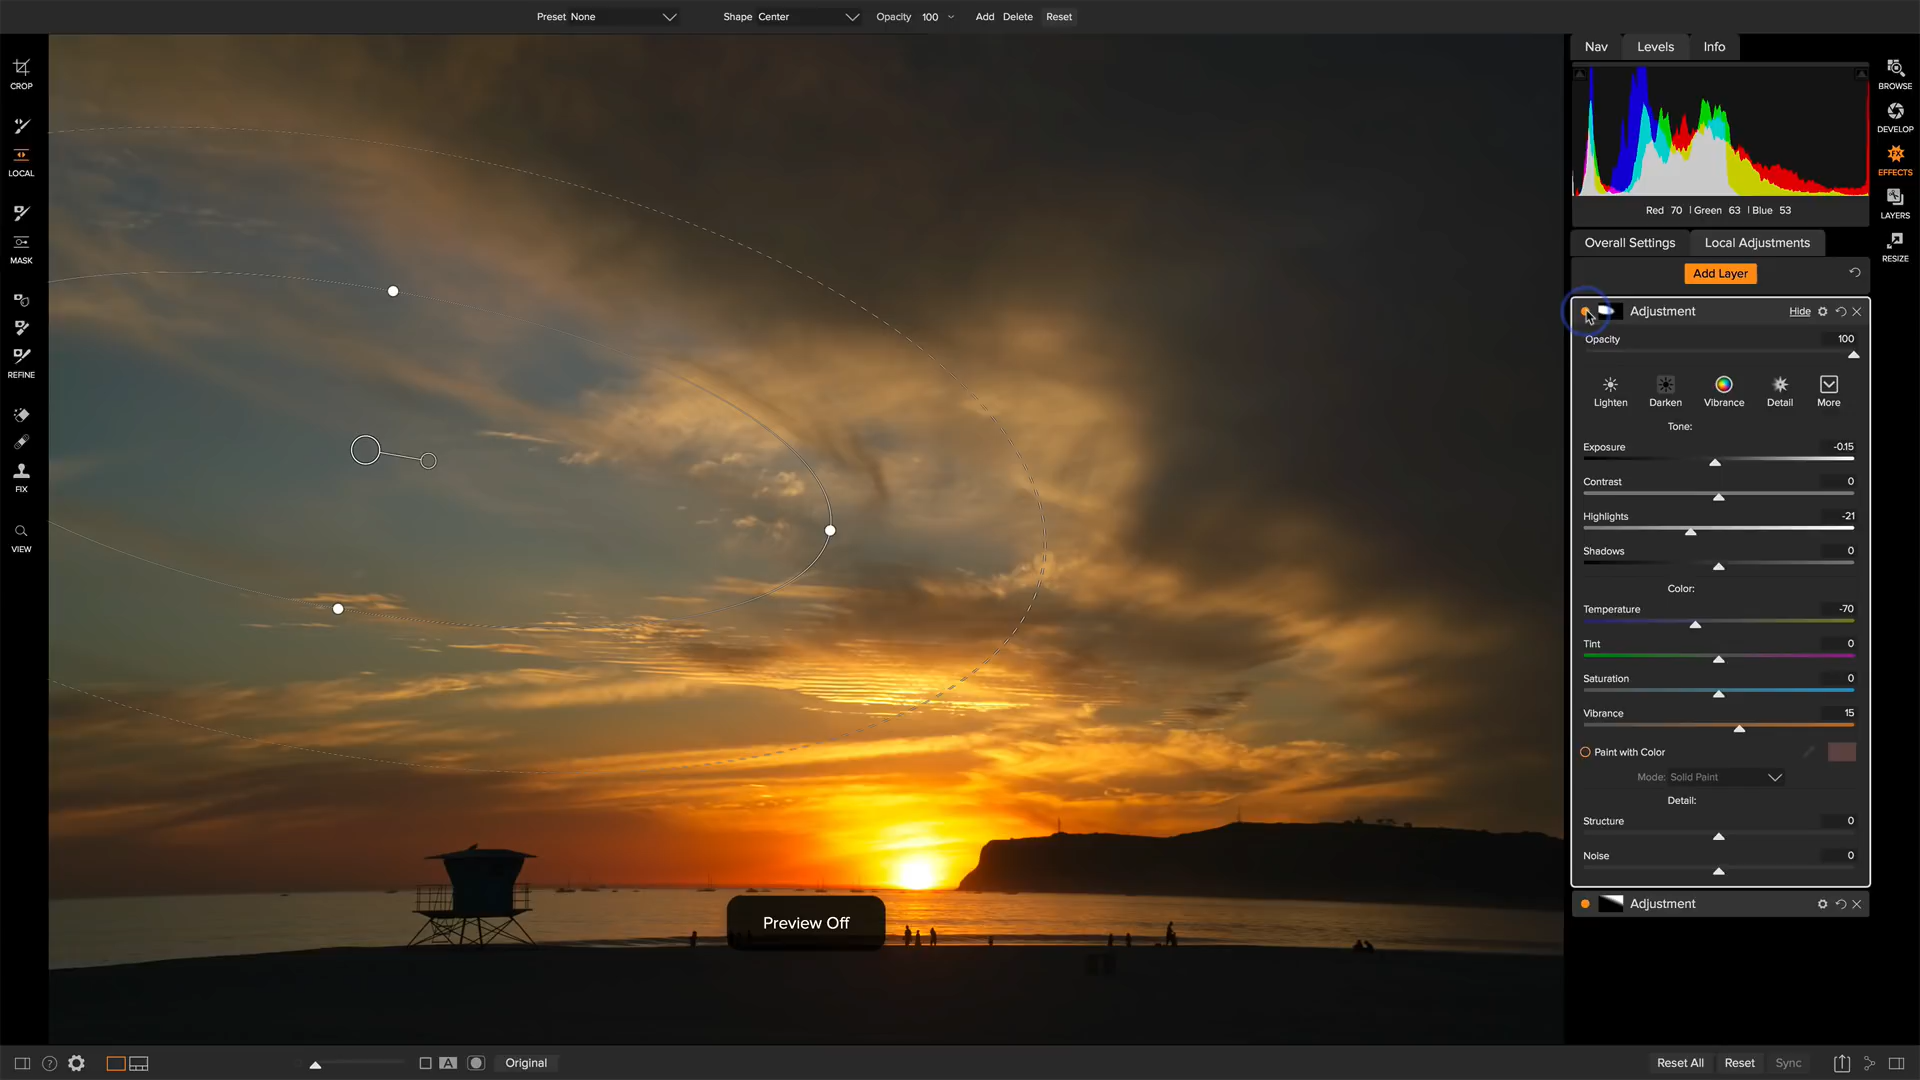 Preset None Shape Center Opacity 100 Add Delete Reset
CROP
LOCAL
MASK
REFINE
FIX
VIEW
Preview Off
Nav Levels Info
Red 70 | Green 63 | Blue 53
Overall Settings Local Adjustments
Add Layer
Adjustment Hide
Opacity 100
Lighten Darken Vibrance Detail More
Tone:
Exposure -0.15
Contrast 0
Highlights -21
Shadows 0
Color:
Temperature -70
Tint 0
Saturation 0
Vibrance 15
Paint with Color
Mode: Solid Paint
Detail:
Structure 0
Noise 0
Adjustment
BROWSE
DEVELOP
FX
EFFECTS
LAYERS
RESIZE
? A Original Reset All Reset Sync